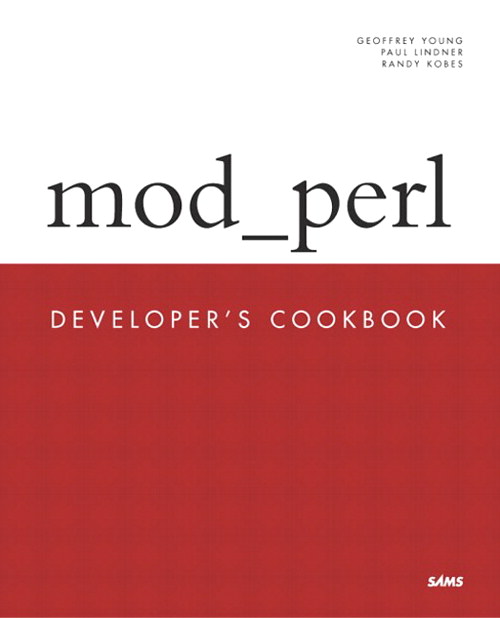 GEOFFREY YOUNG
PAUL LINDNER
RANDY KOBES
mod_perl
DEVELOPER'S COOKBOOK
SAMS